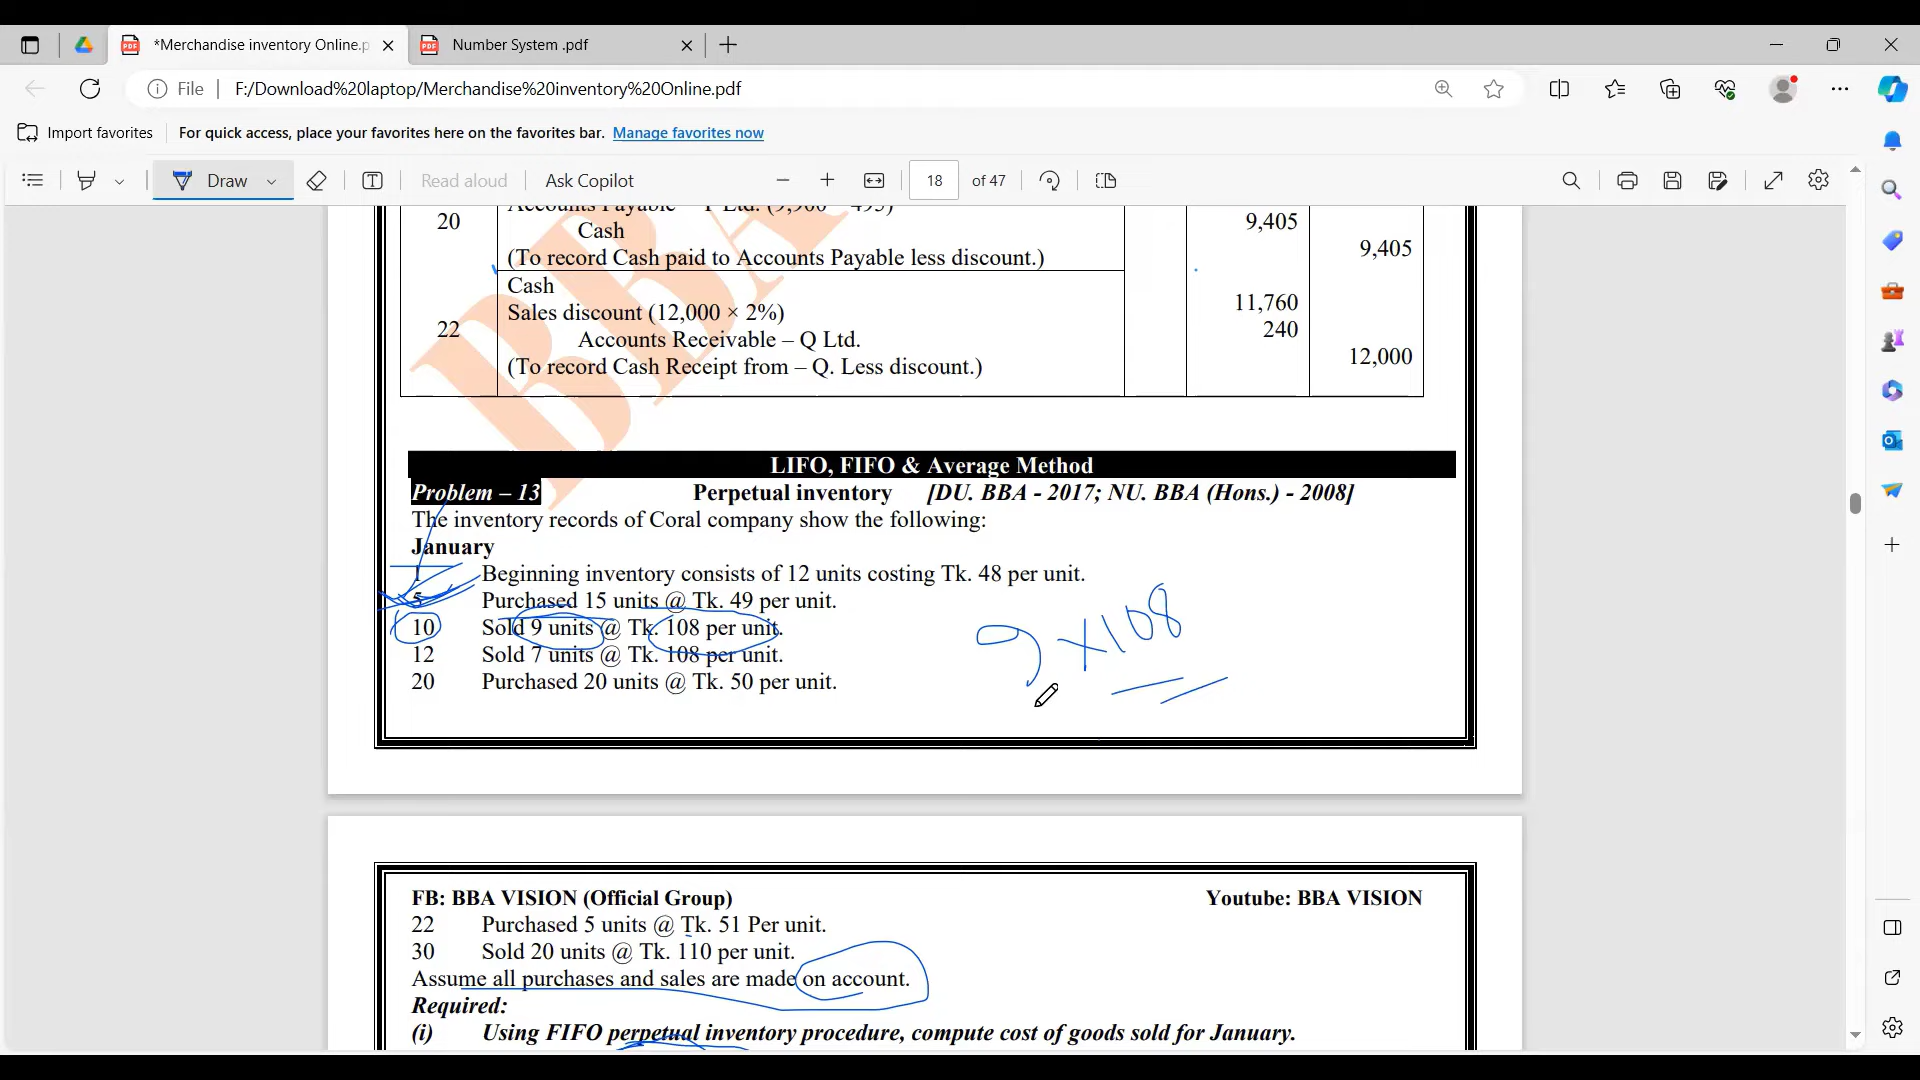 *Merchandise inventory Online.p
Number System .pdf
File
F:/Download%20laptop/Merchandise%20inventory%20Online.pdf
Import favorites
For quick access, place your favorites here on the favorites bar. Manage favorites now
Draw
Read aloud
Ask Copilot
18
of 47
BBA
20
Accounts Payable – P Ltd. (9,900 – 495)
9,405
Cash
9,405
(To record Cash paid to Accounts Payable less discount.)
Cash
11,760
Sales discount (12,000 × 2%)
22
240
Accounts Receivable – Q Ltd.
12,000
(To record Cash Receipt from – Q. Less discount.)
LIFO, FIFO & Average Method
Problem – 13 Perpetual inventory [DU. BBA - 2017; NU. BBA (Hons.) - 2008]
The inventory records of Coral company show the following:
January
1 Beginning inventory consists of 12 units costing Tk. 48 per unit.
5 Purchased 15 units @ Tk. 49 per unit.
10 Sold 9 units @ Tk. 108 per unit.
12 Sold 7 units @ Tk. 108 per unit.
20 Purchased 20 units @ Tk. 50 per unit.
9 × 108
FB: BBA VISION (Official Group) Youtube: BBA VISION
22 Purchased 5 units @ Tk. 51 Per unit.
30 Sold 20 units @ Tk. 110 per unit.
Assume all purchases and sales are made on account.
Required:
(i) Using FIFO perpetual inventory procedure, compute cost of goods sold for January.